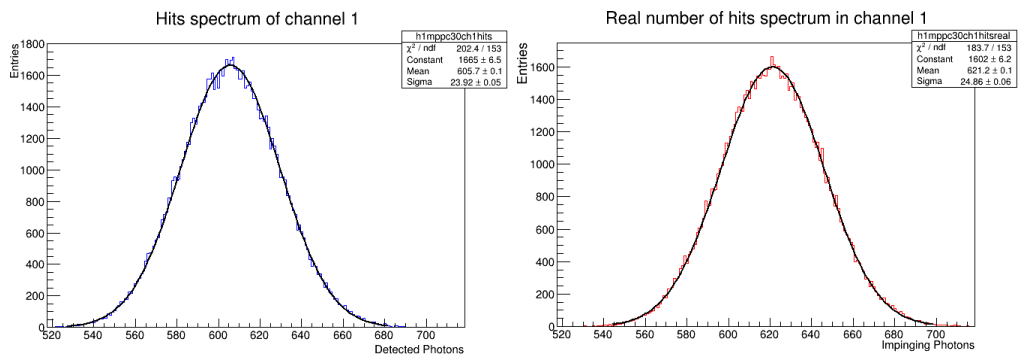 Hits spectrum of channel 1
h1mppc30ch1hits
χ² / ndf 202.4 / 153
Constant 1665 ± 6.5
Mean 605.7 ± 0.1
Sigma 23.92 ± 0.05
Entries
1800
1600
1400
1200
1000
800
600
400
200
0
520 540 560 580 600 620 640 660 680 700
Detected Photons
Real number of hits spectrum in channel 1
h1mppc30ch1hitsreal
χ² / ndf 183.7 / 153
Constant 1602 ± 6.2
Mean 621.2 ± 0.1
Sigma 24.86 ± 0.06
Entries
1600
1400
1200
1000
800
600
400
200
0
520 540 560 580 600 620 640 660 680 700
Impinging Photons